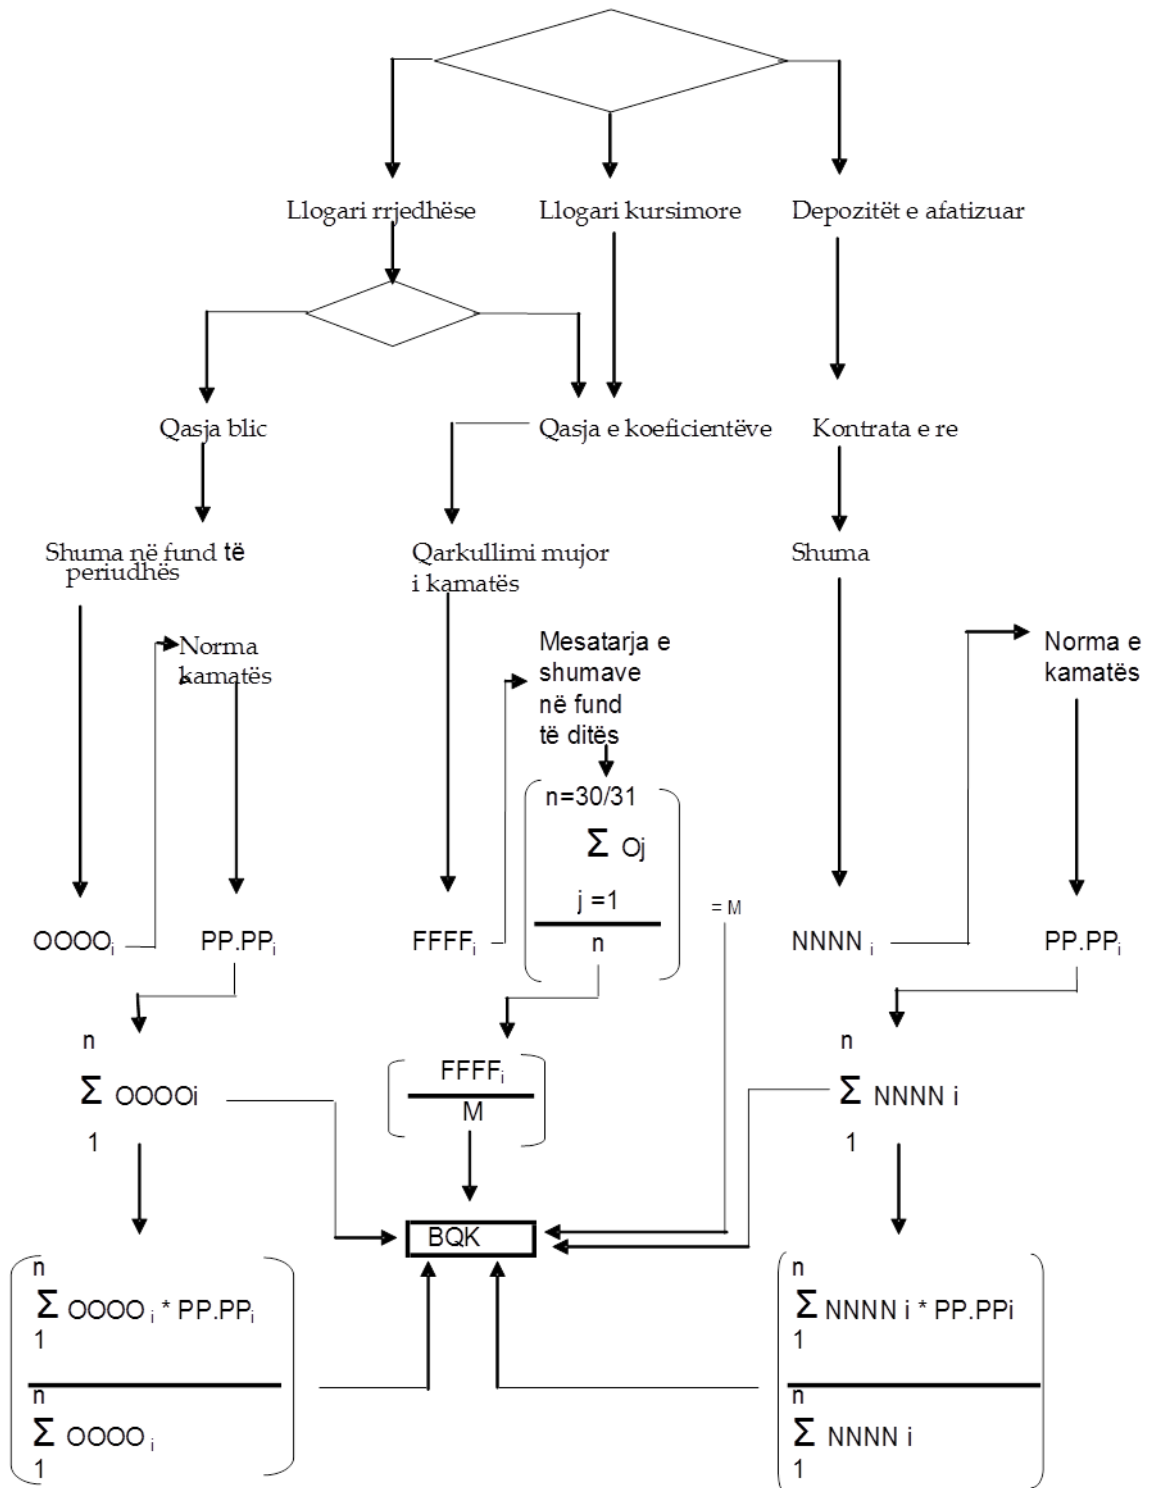 Llogari rrjedhëse
Llogari kursimore
Depozitët e afatizuar
Qasja blic
Qasja e koeficientëve
Kontrata e re
Shuma në fund të
periudhës
Qarkullimi mujor
i kamatës
Shuma
Norma
kamatës
Mesatarja e
shumave
në fund
të ditës
Norma e
kamatës
n=30/31
Σ Oj
j =1
n
= M
OOOOi
PP.PPi
FFFFi
NNNN i
PP.PPi
n
Σ OOOOi
1
FFFFi
M
n
Σ NNNN i
1
BQK
n
Σ OOOO i * PP.PPi
1
n
Σ OOOO i
1
n
Σ NNNN i * PP.PPi
1
n
Σ NNNN i
1